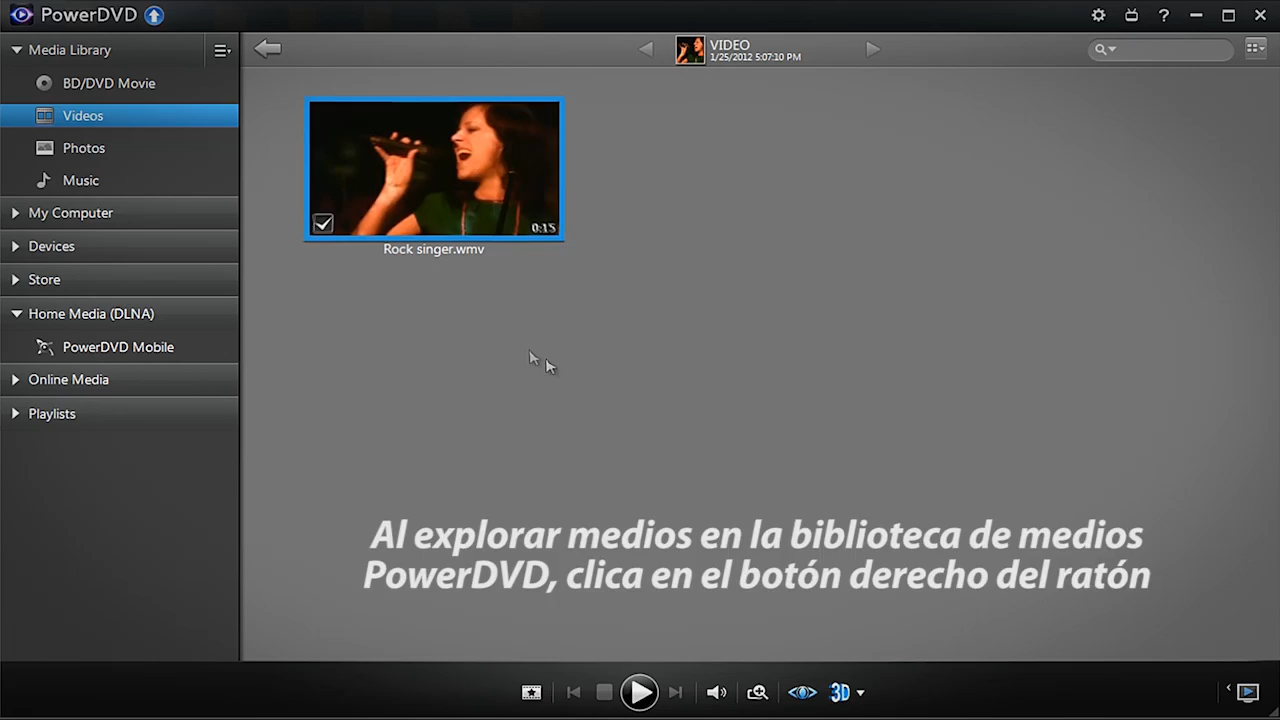 PowerDVD
Media Library
BD/DVD Movie
Videos
Photos
Music
My Computer
Devices
Store
Home Media (DLNA)
PowerDVD Mobile
Online Media
Playlists
VIDEO
1/25/2012 5:07:10 PM
0:15
Rock singer.wmv
Al explorar medios en la biblioteca de medios
PowerDVD, clica en el botón derecho del ratón
3D